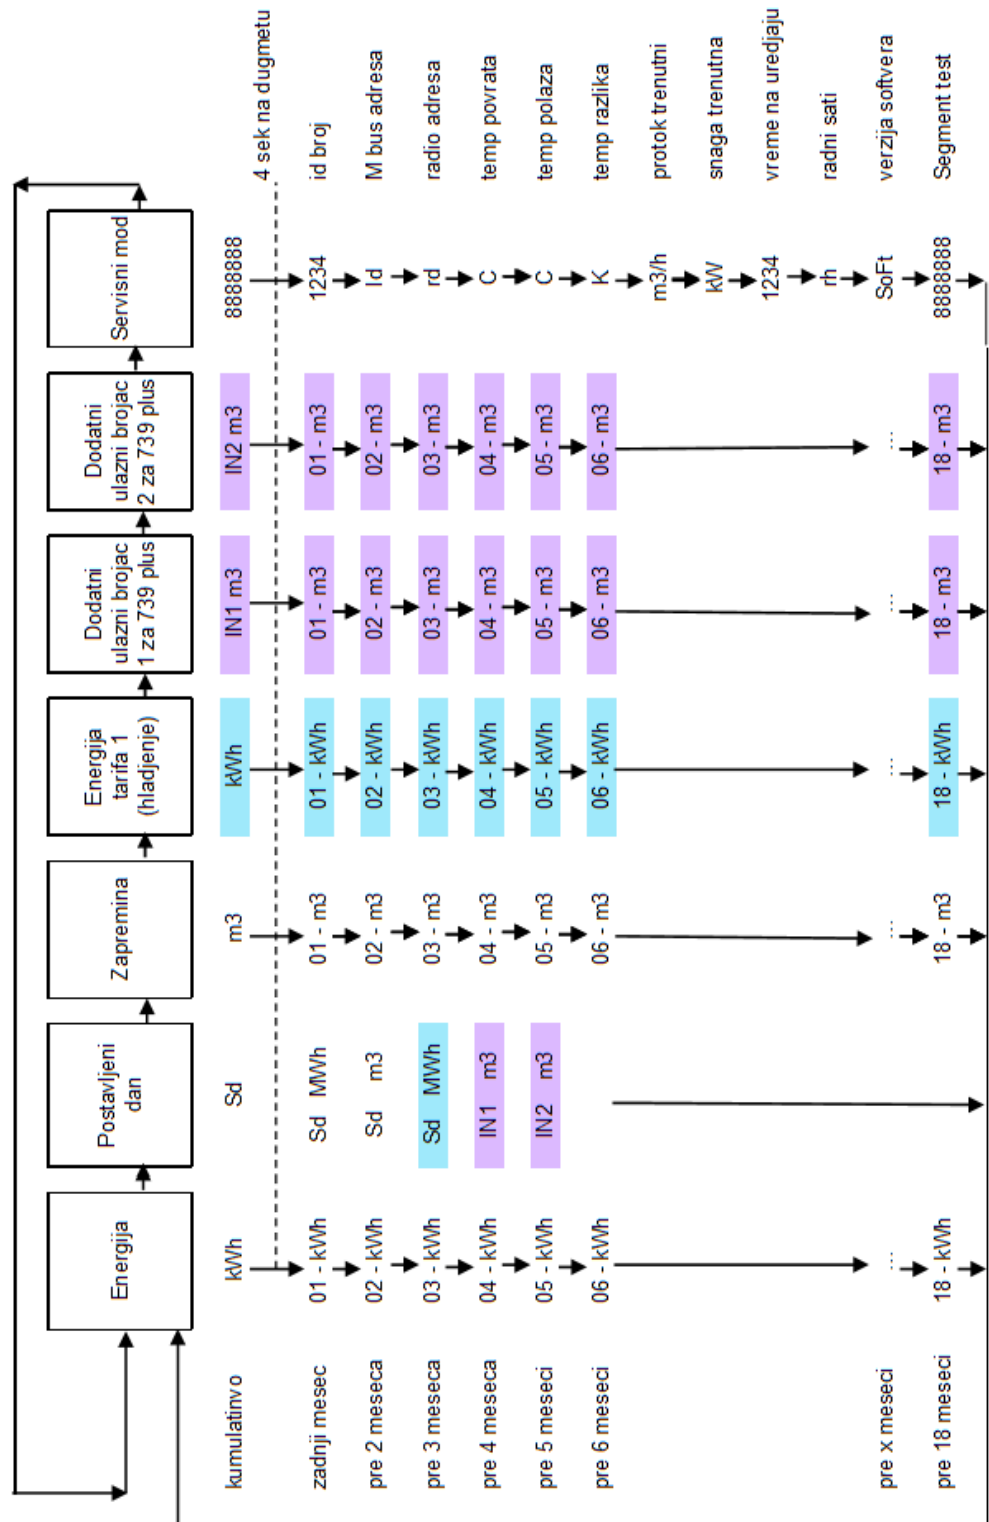 Energija
Postavljeni
dan
Zapremina
Energija
tarifa 1
(hladjenje)
Dodatni
ulazni brojac
1 za 739 plus
Dodatni
ulazni brojac
2 za 739 plus
Servisni mod
kumulatinvo
kWh
Sd
m3
kWh
IN1 m3
IN2 m3
8888888
4 sek na dugmetu
zadnji mesec
01 - kWh
Sd MWh
01 - m3
01 - kWh
01 - m3
01 - m3
1234
id broj
pre 2 meseca
02 - kWh
Sd m3
02 - m3
02 - kWh
02 - m3
02 - m3
Id
M bus adresa
pre 3 meseca
03 - kWh
Sd MWh
03 - m3
03 - kWh
03 - m3
03 - m3
rd
radio adresa
pre 4 meseca
04 - kWh
IN1 m3
04 - m3
04 - kWh
04 - m3
04 - m3
C
temp povrata
pre 5 meseci
05 - kWh
IN2 m3
05 - m3
05 - kWh
05 - m3
05 - m3
C
temp polaza
pre 6 meseci
06 - kWh
06 - m3
06 - kWh
06 - m3
06 - m3
K
temp razlika
m3/h
protok trenutni
kW
snaga trenutna
1234
vreme na uredjaju
rh
radni sati
pre x meseci
...
...
...
...
...
SoFt
verzija softvera
pre 18 meseci
18 - kWh
18 - m3
18 - kWh
18 - m3
18 - m3
8888888
Segment test